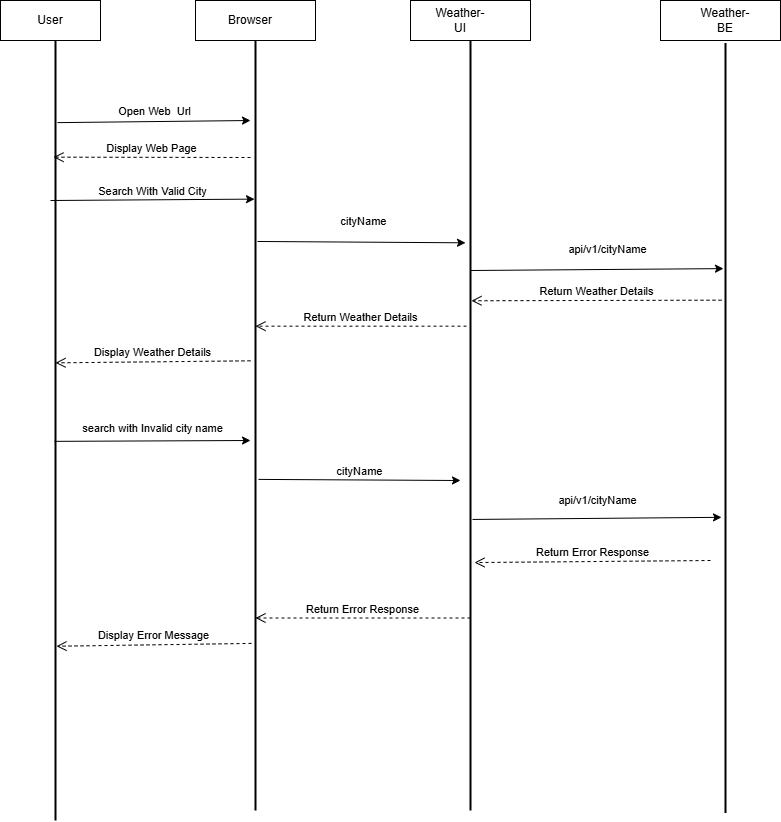 User
Browser
Weather-
UI
Weather-
BE
Open Web Url
Display Web Page
Search With Valid City
cityName
api/v1/cityName
Return Weather Details
Return Weather Details
Display Weather Details
search with Invalid city name
cityName
api/v1/cityName
Return Error Response
Return Error Response
Display Error Message